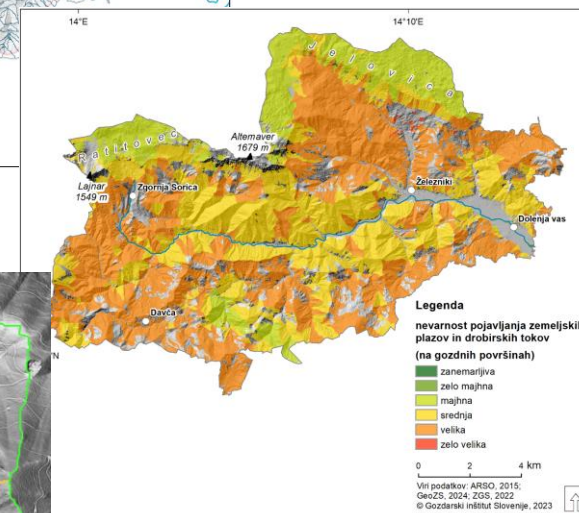 14°E
14°10'E
Jelovica
Ratitovec
Altemaver
1679 m
Lajnar
1549 m
Zgornja Sorica
Železniki
Dolenja vas
Davča
°N
Legenda
nevarnost pojavljanja zemeljskih
plazov in drobirskih tokov
(na gozdnih površinah)
zanemarljiva
zelo majhna
majhna
srednja
velika
zelo velika
0 2 4 km
Viri podatkov: ARSO, 2015;
GeoZS, 2024; ZGS, 2022
© Gozdarski inštitut Slovenije, 2023